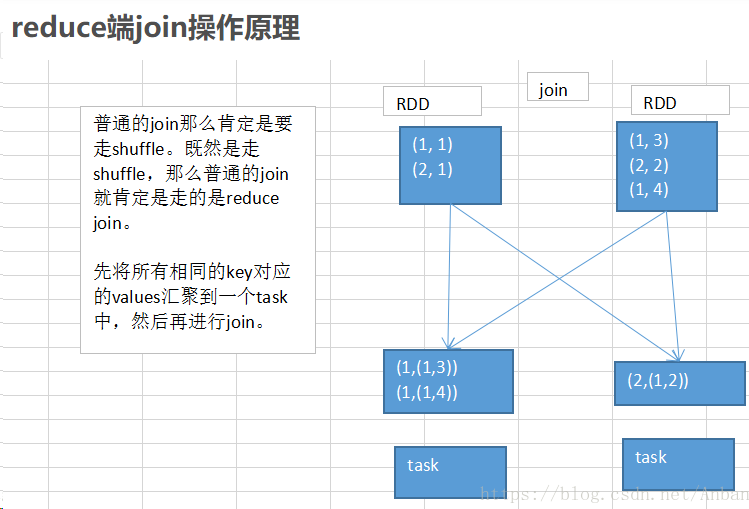 reduce端join操作原理
普通的join那么肯定是要
走shuffle。既然是走
shuffle，那么普通的join
就肯定是走的是reduce
join。
先将所有相同的key对应
的values汇聚到一个task
中，然后再进行join。
RDD
join
RDD
(1, 1)
(2, 1)
(1, 3)
(2, 2)
(1, 4)
(1,(1,3))
(1,(1,4))
(2,(1,2))
task
task
https://blog.csdn.net/Anban